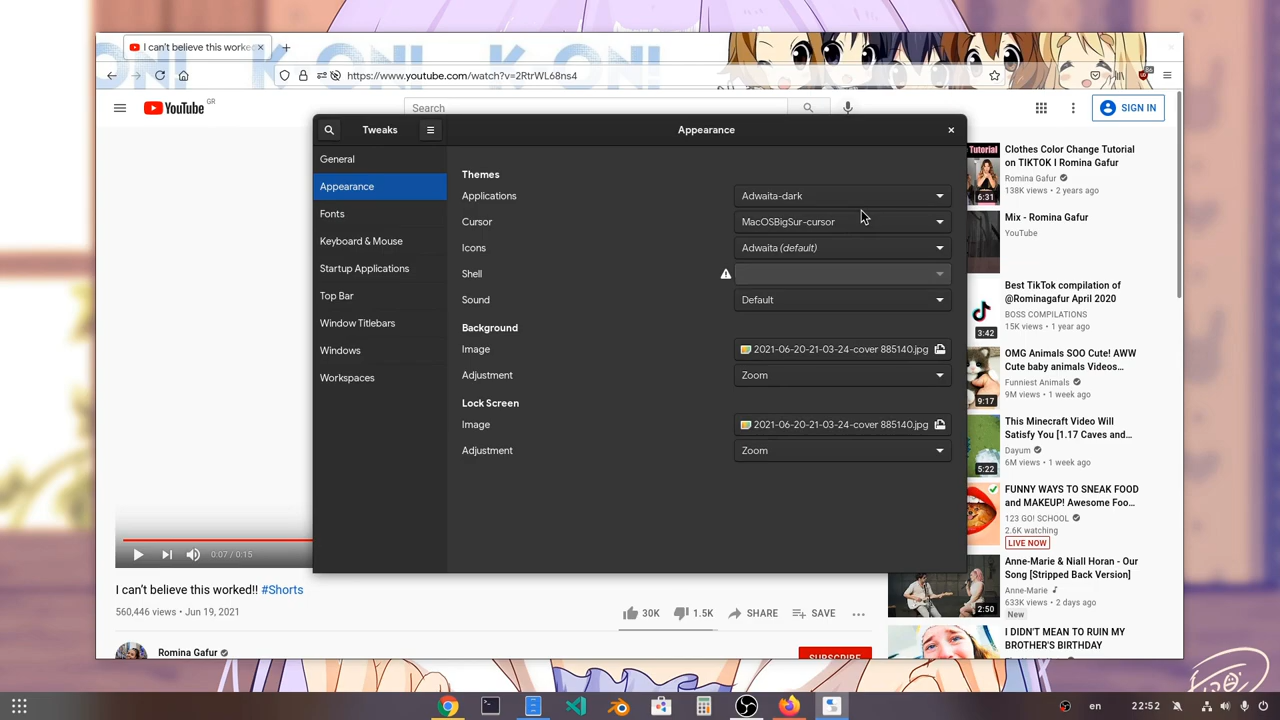 KONI KONI
I can't believe this worke
https://www.youtube.com/watch?v=2RtrWL68ns4
YouTube
GR
Search
SIGN IN
Tweaks
Appearance
General
Appearance
Fonts
Keyboard & Mouse
Startup Applications
Top Bar
Window Titlebars
Windows
Workspaces
Themes
Applications
Adwaita-dark
Cursor
MacOSBigSur-cursor
Icons
Adwaita (default)
Shell
Sound
Default
Background
Image
2021-06-20-21-03-24-cover 885140.jpg
Adjustment
Zoom
Lock Screen
Image
2021-06-20-21-03-24-cover 885140.jpg
Adjustment
Zoom
0:07 / 0:15
I can't believe this worked!! #Shorts
560,446 views • Jun 19, 2021
30K
1.5K
SHARE
SAVE
Romina Gafur
SUBSCRIBE
Tutorial
6:31
Clothes Color Change Tutorial
on TIKTOK I Romina Gafur
Romina Gafur
138K views • 2 years ago
Mix - Romina Gafur
YouTube
3:42
Best TikTok compilation of
@Rominagafur April 2020
BOSS COMPILATIONS
15K views • 1 year ago
9:17
OMG Animals SOO Cute! AWW
Cute baby animals Videos…
Funniest Animals
9M views • 1 week ago
5:22
This Minecraft Video Will
Satisfy You [1.17 Caves and…
Dayum
6M views • 1 week ago
FUNNY WAYS TO SNEAK FOOD
and MAKEUP! Awesome Foo…
123 GO! SCHOOL
2.6K watching
LIVE NOW
2:50
Anne-Marie & Niall Horan - Our
Song [Stripped Back Version]
Anne-Marie
633K views • 2 days ago
New
I DIDN'T MEAN TO RUIN MY
BROTHER'S BIRTHDAY
en
22:52